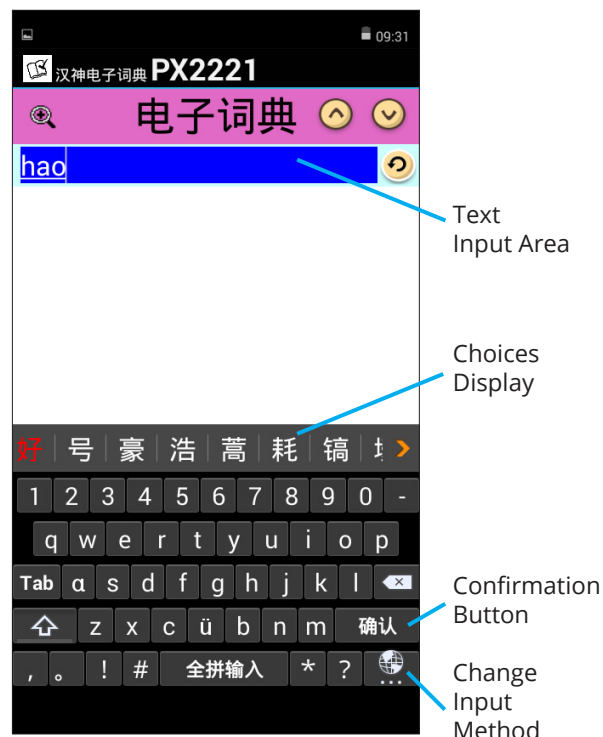 09:31
汉神电子词典 PX2221
电子词典
hao
Text
Input Area
Choices
Display
好 号 豪 浩 蒿 耗 镐
1 2 3 4 5 6 7 8 9 0 -
q w e r t y u i o p
Tab ɑ s d f g h j k l
z x c ü b n m 确认
Confirmation
Button
, 。 ! # 全拼输入 * ? ...
Change
Input
Method